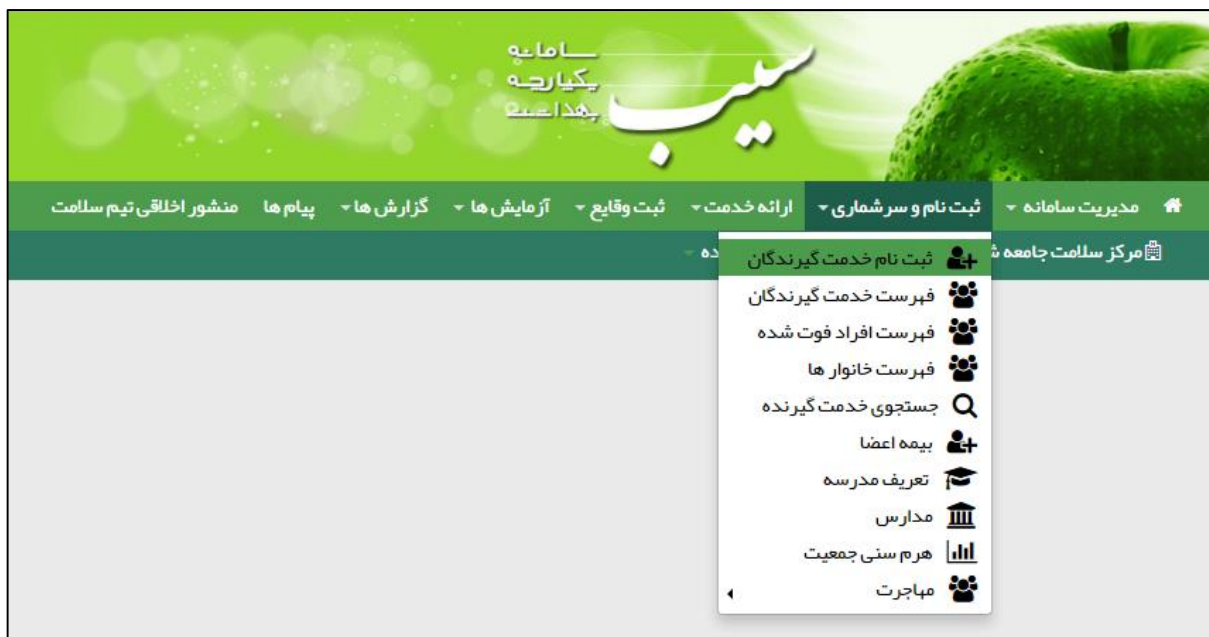 سیب
سامانه
یکپارچه
بهداشت
مدیریت سامانه ثبت نام و سرشماری ارائه خدمت ثبت وقایع آزمایش ها گزارش ها پیام ها منشور اخلاقی تیم سلامت
مرکز سلامت جامعه ده
ثبت نام خدمت گیرندگان
فهرست خدمت گیرندگان
فهرست افراد فوت شده
فهرست خانوار ها
جستجوی خدمت گیرنده
بیمه اعضا
تعریف مدرسه
مدارس
هرم سنی جمعیت
مهاجرت